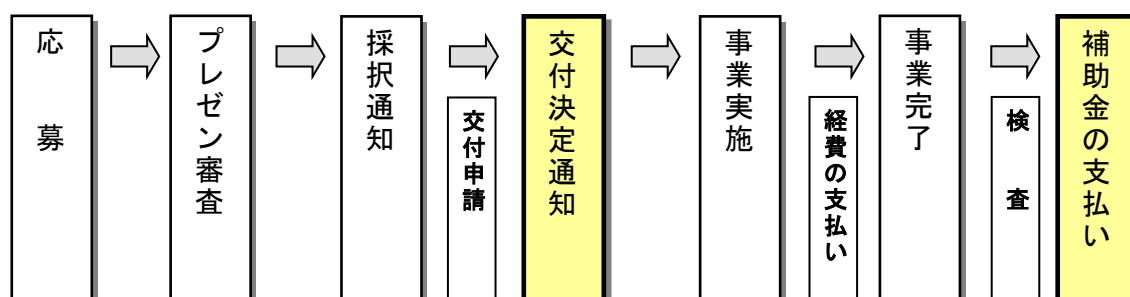 応募
プレゼン審査
採択通知
交付申請
交付決定通知
事業実施
経費の支払い
事業完了
検査
補助金の支払い